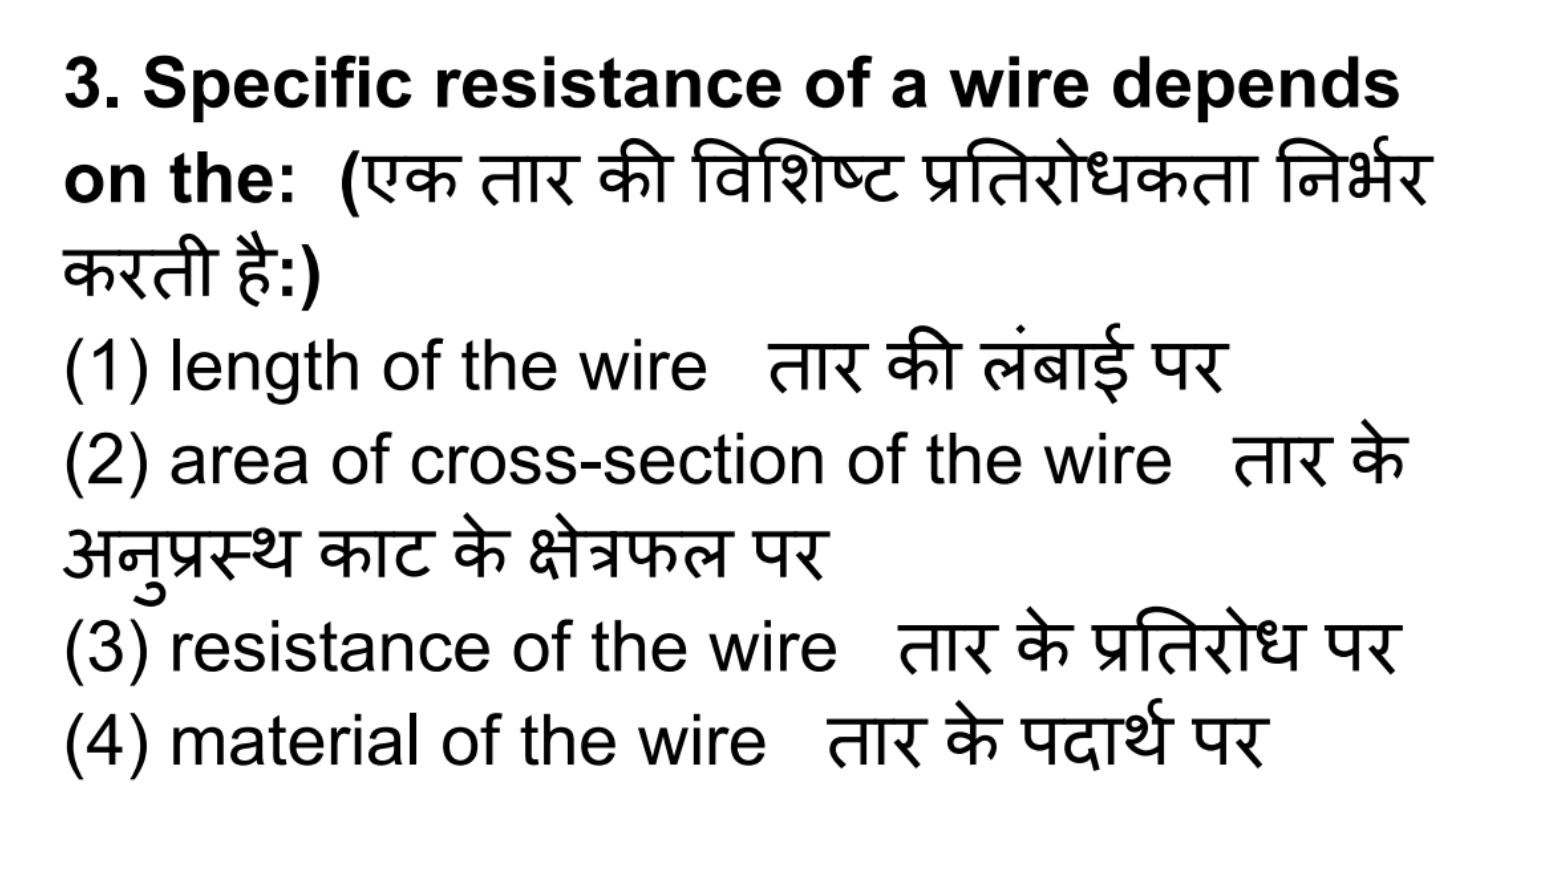 3. Specific resistance of a wire depends
on the: (एक तार की विशिष्ट प्रतिरोधकता निर्भर
करती है:)
(1) length of the wire तार की लंबाई पर
(2) area of cross-section of the wire तार के
अनुप्रस्थ काट के क्षेत्रफल पर
(3) resistance of the wire तार के प्रतिरोध पर
(4) material of the wire तार के पदार्थ पर